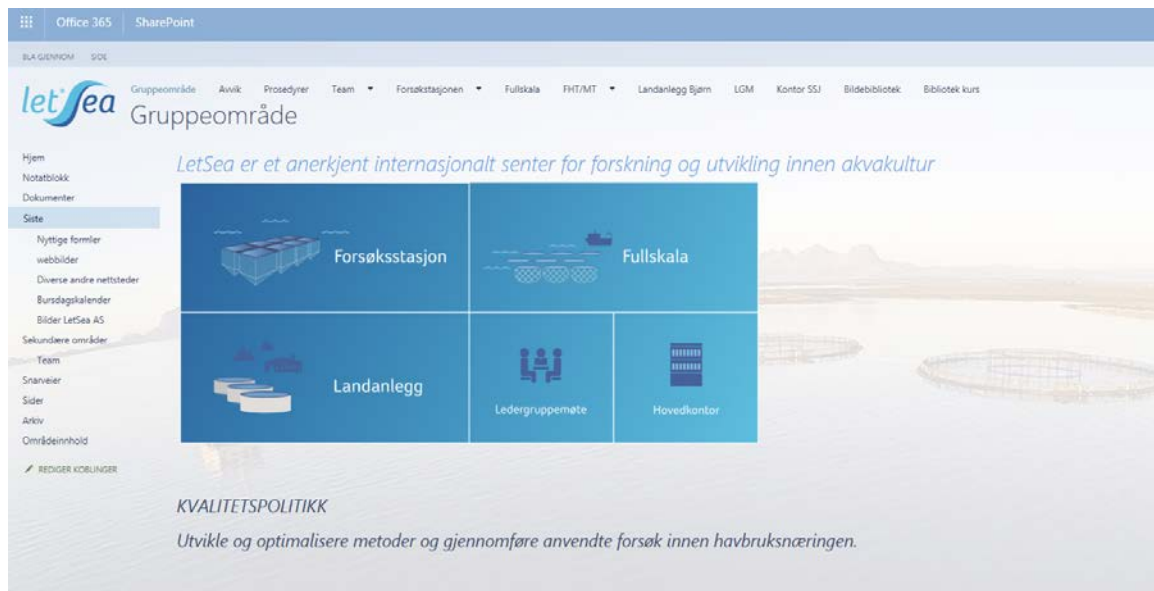 Office 365 SharePoint
BLA GJENNOM SIDE
let'sea
Gruppeområde Avvik Prosedyrer Team Forsøkstasjonen Fullskala FHT/MT Landanlegg Bjørn LGM Kontor SSJ Bildebibliotek Bibliotek kurs
Gruppeområde
Hjem
Notatblokk
Dokumenter
Siste
Nyttige formler
webbilder
Diverse andre nettsteder
Bursdagskalender
Bilder LetSea AS
Sekundære områder
Team
Snarveier
Sider
Arkiv
Områdeinnhold
REDIGER KOBLINGER
LetSea er et anerkjent internasjonalt senter for forskning og utvikling innen akvakultur
Forsøksstasjon
Fullskala
Landanlegg
Ledergruppemøte
Hovedkontor
KVALITETSPOLITIKK
Utvikle og optimalisere metoder og gjennomføre anvendte forsøk innen havbruksnæringen.